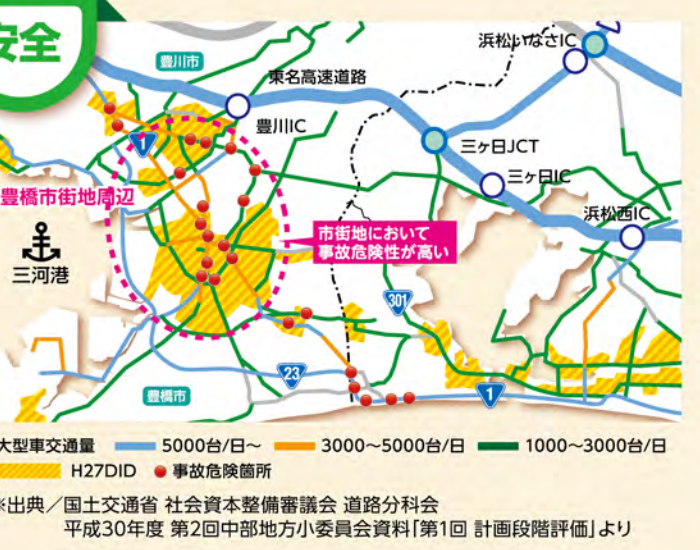 安全
浜松いなさIC
豊川市
東名高速道路
豊川IC
1
三ヶ日JCT
三ヶ日IC
豊橋市街地周辺
浜松西IC
市街地において
事故危険性が高い
三河港
301
23
1
豊橋市
大型車交通量 5000台/日〜 3000〜5000台/日 1000〜3000台/日
H27DID 事故危険箇所
※出典/国土交通省 社会資本整備審議会 道路分科会
平成30年度 第2回中部地方小委員会資料「第1回 計画段階評価」より